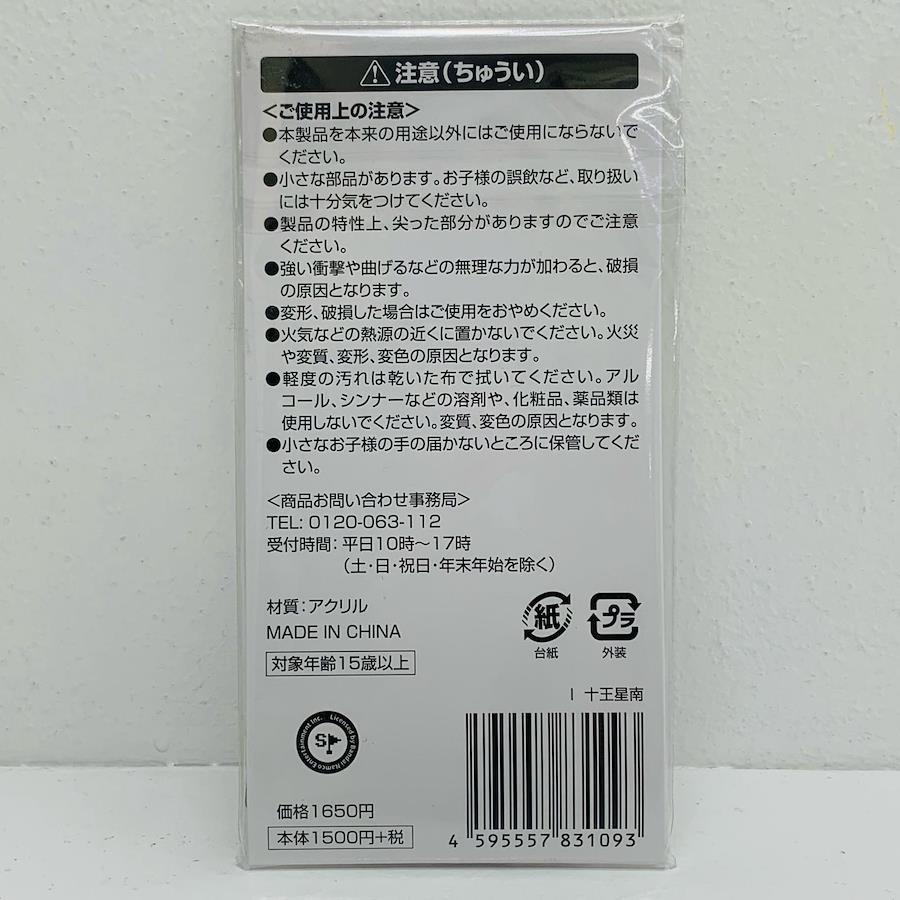 注意(ちゅうい)
<ご使用上の注意>
●本製品を本来の用途以外にはご使用にならないで
ください。
●小さな部品があります。お子様の誤飲など、取り扱い
には十分気をつけてください。
●製品の特性上、尖った部分がありますのでご注意
ください。
●強い衝撃や曲げるなどの無理な力が加わると、破損
の原因となります。
●変形、破損した場合はご使用をおやめください。
●火気などの熱源の近くに置かないでください。火災
や変質、変形、変色の原因となります。
●軽度の汚れは乾いた布で拭いてください。アル
コール、シンナーなどの溶剤や、化粧品、薬品類は
使用しないでください。変質、変色の原因となります。
●小さなお子様の手の届かないところに保管してくだ
さい。
<商品お問い合わせ事務局>
TEL: 0120-063-112
受付時間: 平日10時～17時
(土・日・祝日・年末年始を除く)
材質:アクリル
MADE IN CHINA
対象年齢15歳以上
紙
台紙
プラ
外装
I 十王星南
Licensed by Bandai Namco Entertainment Inc.
SP
価格1650円
本体1500円+税
4 595557 831093